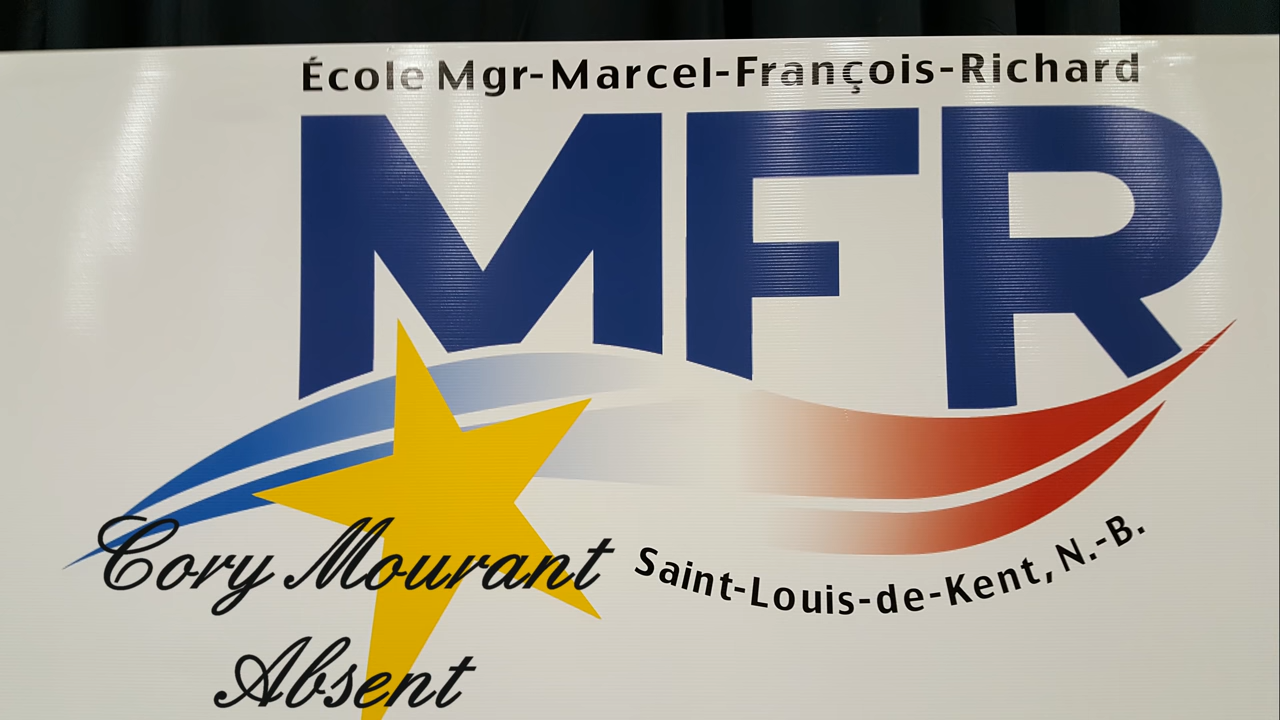 École Mgr-Marcel-François-Richard
MFR
Saint-Louis-de-Kent, N.-B.
Cory Mourant
Absent